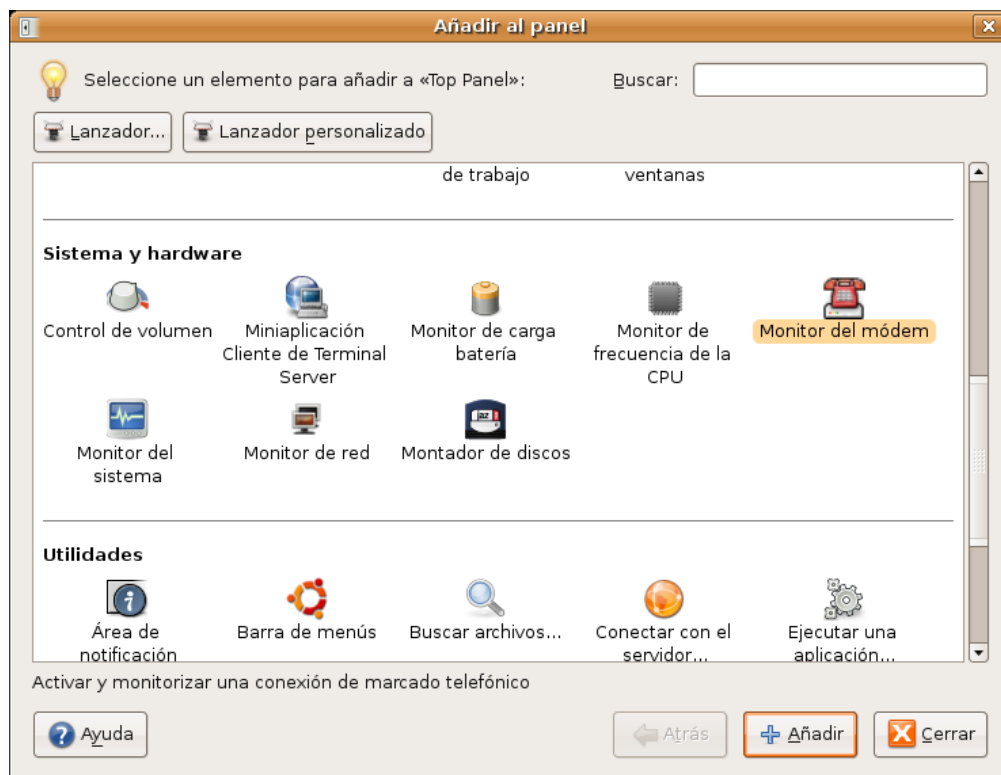 Añadir al panel
Seleccione un elemento para añadir a «Top Panel»:
Buscar:
Lanzador...
Lanzador personalizado
de trabajo
ventanas
Sistema y hardware
Control de volumen
Miniaplicación
Cliente de Terminal
Server
Monitor de carga
batería
Monitor de
frecuencia de la
CPU
Monitor del módem
Monitor del
sistema
Monitor de red
jaz
Montador de discos
Utilidades
Área de
notificación
Barra de menús
Buscar archivos...
Conectar con el
servidor...
Ejecutar una
aplicación...
Activar y monitorizar una conexión de marcado telefónico
Ayuda
Atrás
Añadir
Cerrar